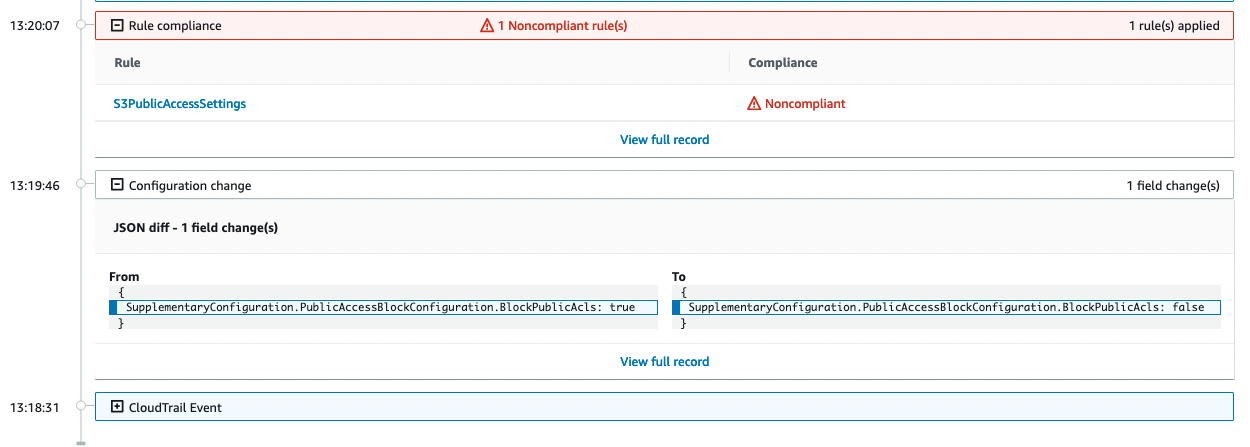 13:20:07 Rule compliance 1 Noncompliant rule(s) 1 rule(s) applied
Rule Compliance
S3PublicAccessSettings Noncompliant
View full record
13:19:46 Configuration change 1 field change(s)
JSON diff - 1 field change(s)
From To
{ {
SupplementaryConfiguration.PublicAccessBlockConfiguration.BlockPublicAcls: true SupplementaryConfiguration.PublicAccessBlockConfiguration.BlockPublicAcls: false
} }
View full record
13:18:31 CloudTrail Event